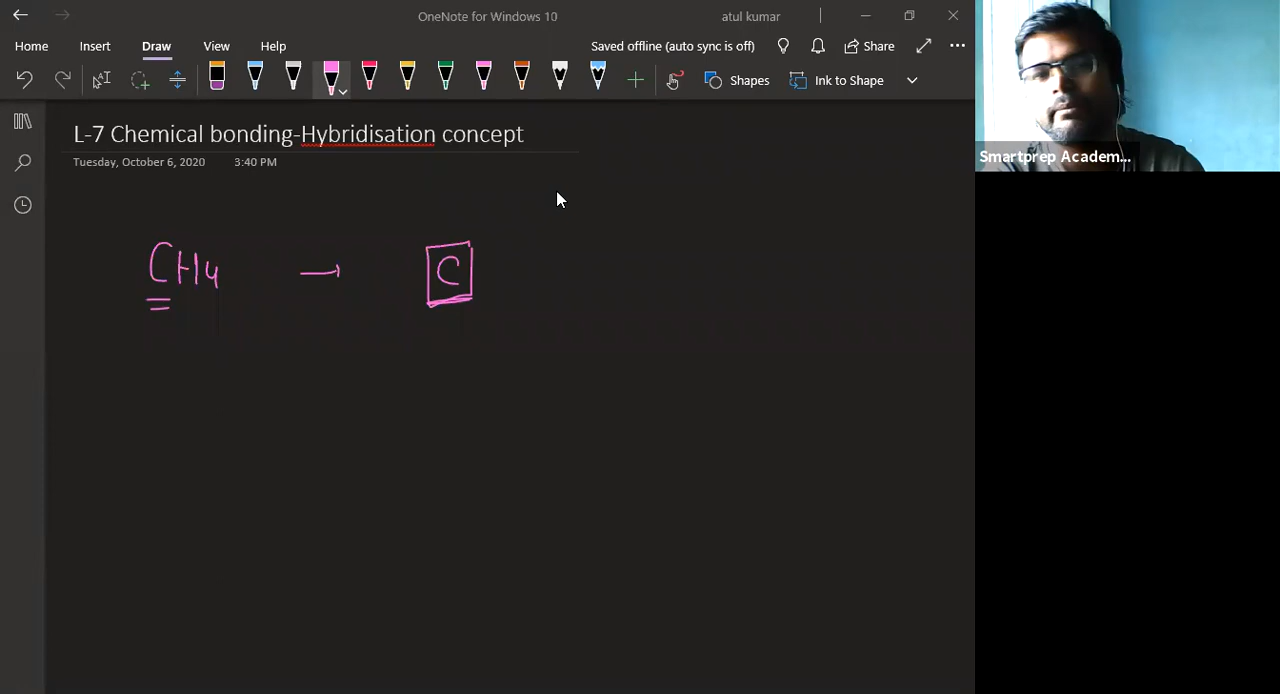 OneNote for Windows 10
atul kumar
Home Insert Draw View Help
Saved offline (auto sync is off) Share
Shapes Ink to Shape
L-7 Chemical bonding-Hybridisation concept
Tuesday, October 6, 2020 3:40 PM
CH4 → C
Smartprep Academ...